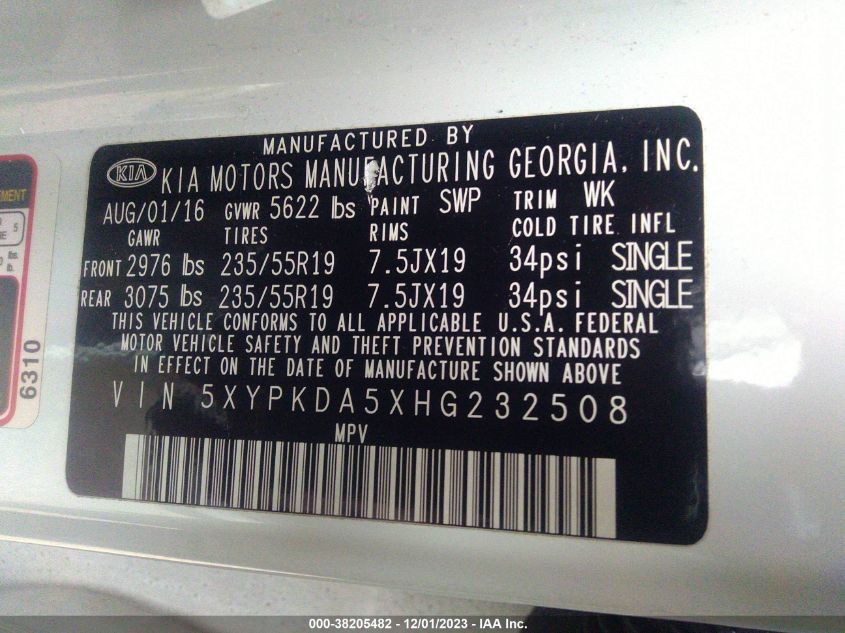 MANUFACTURED BY
KIA KIA MOTORS MANUFACTURING GEORGIA, INC.
AUG/01/16 GVWR 5622 lbs PAINT SWP TRIM WK
GAWR TIRES RIMS COLD TIRE INFL
FRONT 2976 lbs 235/55R19 7.5JX19 34psi SINGLE
REAR 3075 lbs 235/55R19 7.5JX19 34psi SINGLE
THIS VEHICLE CONFORMS TO ALL APPLICABLE U.S.A. FEDERAL
MOTOR VEHICLE SAFETY AND THEFT PREVENTION STANDARDS
IN EFFECT ON THE DATE OF MANUFACTURE SHOWN ABOVE
VIN 5XYPKDA5XHG232508
MPV
6310
000-38205482 - 12/01/2023 - IAA Inc.